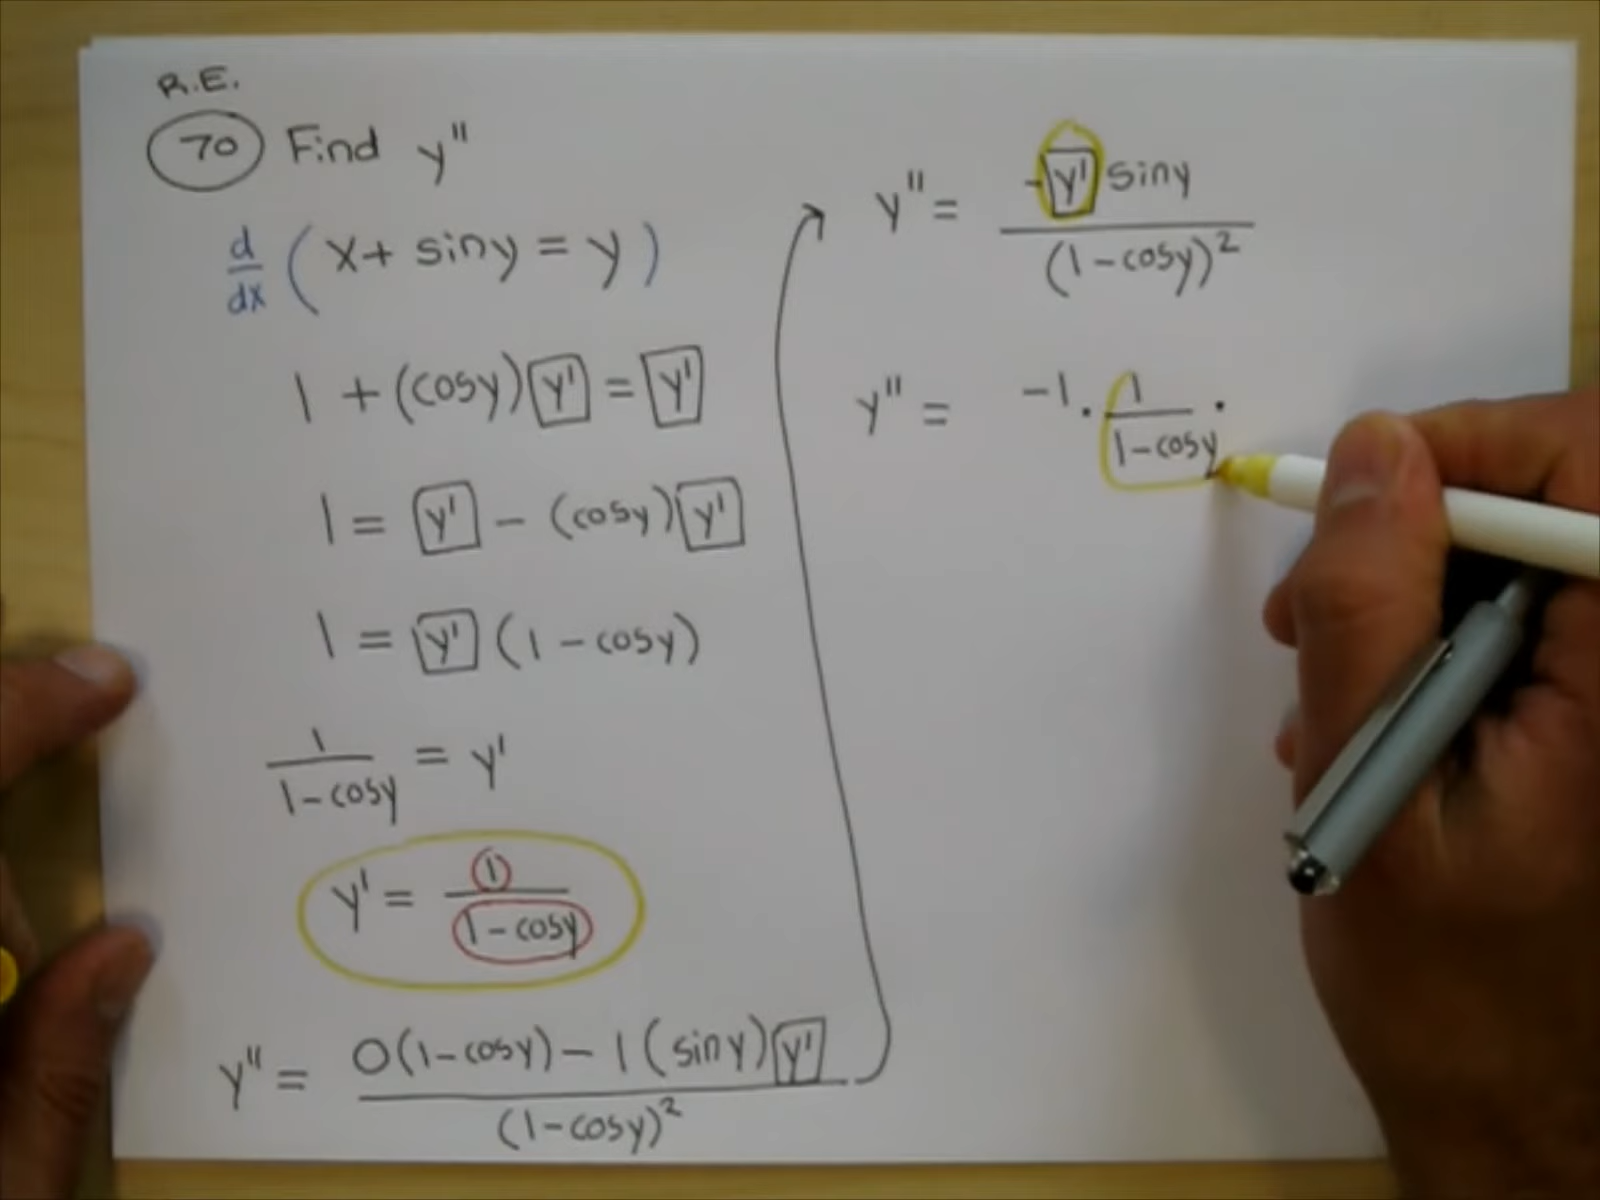 R.E.
70 Find y''
d/dx ( x + sin y = y )
1 + (cosy) y' = y'
1 = y' - (cosy) y'
1 = y' (1 - cosy)
1/(1-cosy) = y'
y' = 1/(1-cosy)
y'' = 0(1-cosy) - 1(siny) y' / (1-cosy)²
y'' = -y' siny / (1-cosy)²
y'' = -1 · 1/(1-cosy) ·